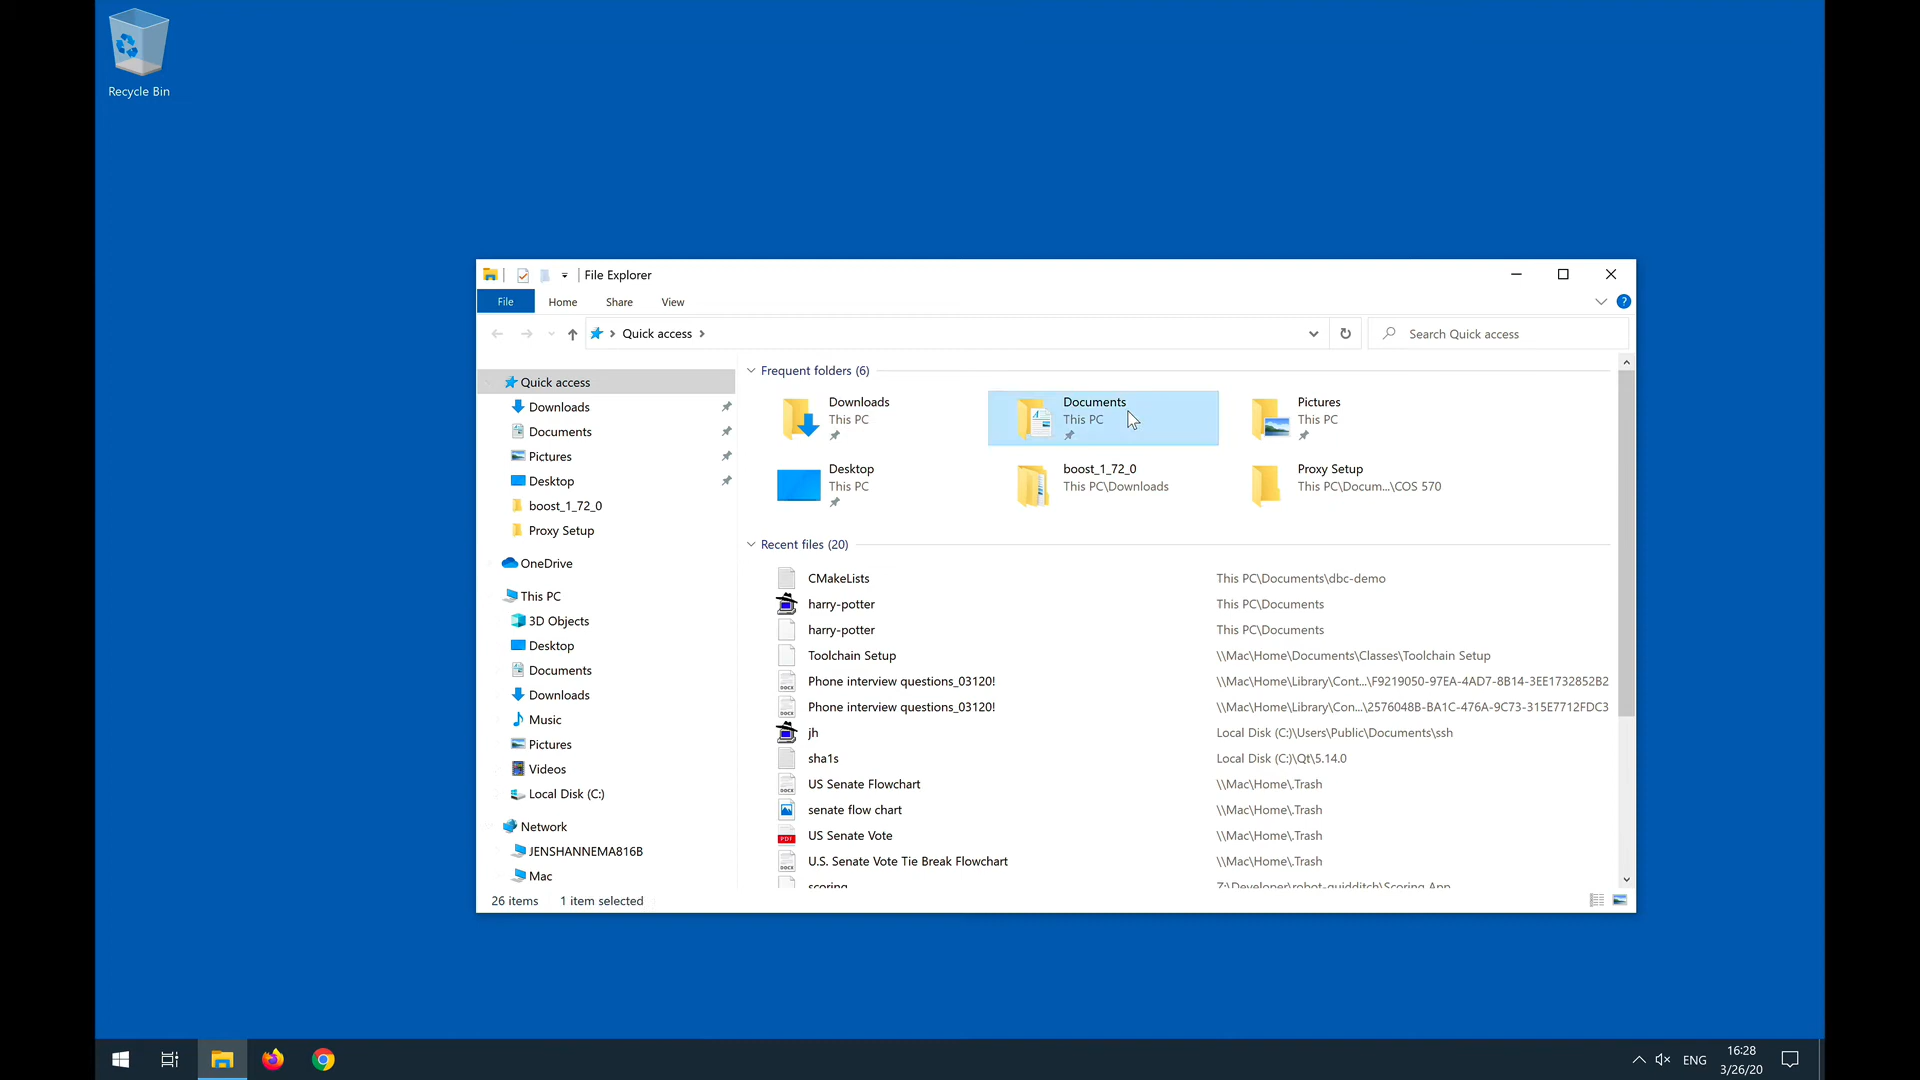 Recycle Bin
File Explorer
File Home Share View
Quick access
Search Quick access
Quick access
Downloads
Documents
Pictures
Desktop
boost_1_72_0
Proxy Setup
OneDrive
This PC
3D Objects
Desktop
Documents
Downloads
Music
Pictures
Videos
Local Disk (C:)
Network
JENSHANNEMA816B
Mac
Frequent folders (6)
Downloads
This PC
Documents
This PC
Pictures
This PC
Desktop
This PC
boost_1_72_0
This PC\Downloads
Proxy Setup
This PC\Docum...\COS 570
Recent files (20)
CMakeLists This PC\Documents\dbc-demo
harry-potter This PC\Documents
harry-potter This PC\Documents
Toolchain Setup \\Mac\Home\Documents\Classes\Toolchain Setup
Phone interview questions_03120! \\Mac\Home\Library\Cont...\F9219050-97EA-4AD7-8B14-3EE1732852B2
Phone interview questions_03120! \\Mac\Home\Library\Con...\2576048B-BA1C-476A-9C73-315E7712FDC3
jh Local Disk (C:)\Users\Public\Documents\ssh
sha1s Local Disk (C:)\Qt\5.14.0
US Senate Flowchart \\Mac\Home\.Trash
senate flow chart \\Mac\Home\.Trash
US Senate Vote \\Mac\Home\.Trash
U.S. Senate Vote Tie Break Flowchart \\Mac\Home\.Trash
scoring Z:\Developer\robot-quidditch\Scoring App
26 items 1 item selected
ENG
16:28
3/26/20